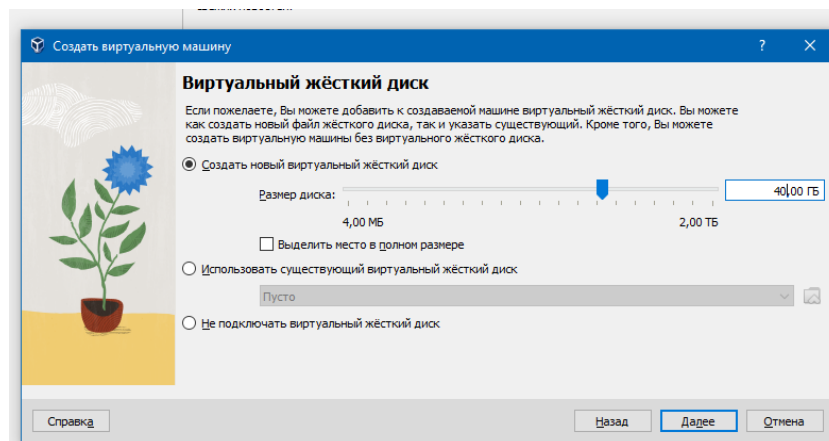 Создать виртуальную машину
?
Виртуальный жёсткий диск
Если пожелаете, Вы можете добавить к создаваемой машине виртуальный жёсткий диск. Вы можете
как создать новый файл жёсткого диска, так и указать существующий. Кроме того, Вы можете
создать виртуальную машины без виртуального жёсткого диска.
Создать новый виртуальный жёсткий диск
Размер диска:
40,00 ГБ
4,00 МБ
2,00 ТБ
Выделить место в полном размере
Использовать существующий виртуальный жёсткий диск
Пусто
Не подключать виртуальный жёсткий диск
Справка
Назад
Далее
Отмена